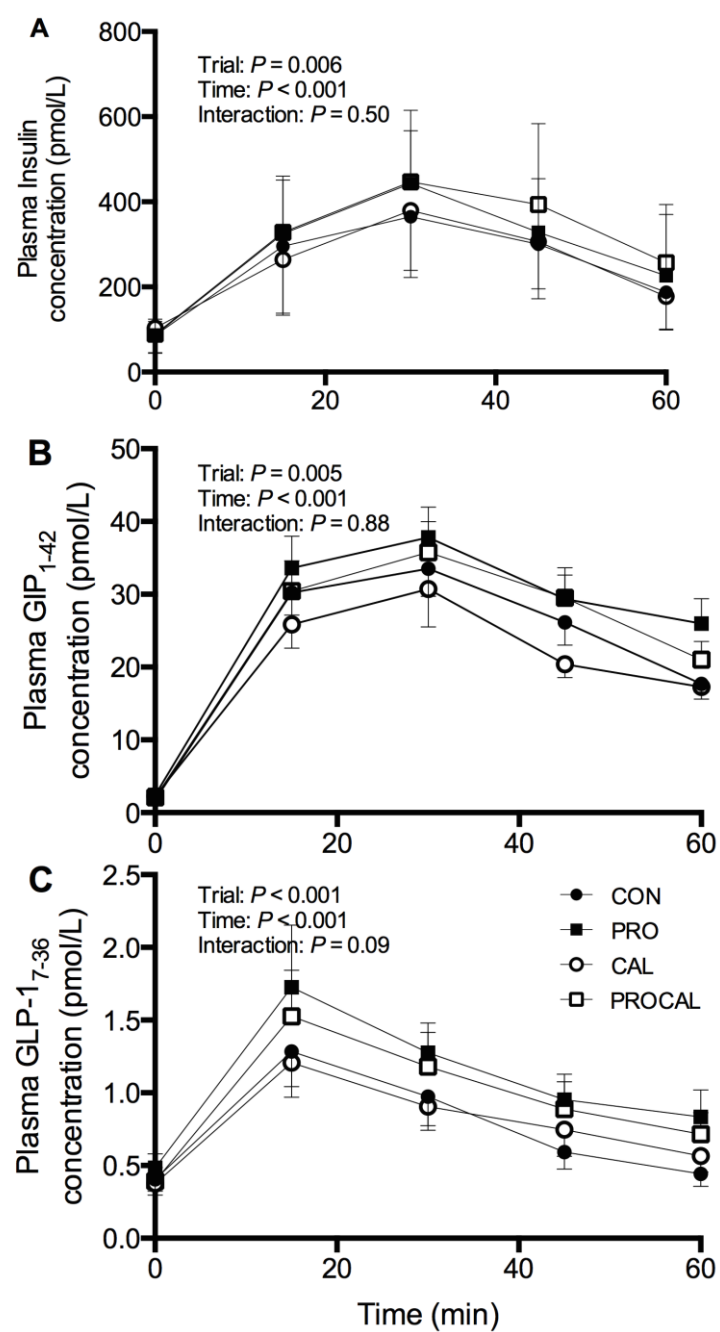 A
800
600
400
200
0
Plasma Insulin
concentration (pmol/L)
Trial: P = 0.006
Time: P < 0.001
Interaction: P = 0.50
0 20 40 60
B
50
40
30
20
10
0
Plasma GIP1-42
concentration (pmol/L)
Trial: P = 0.005
Time: P < 0.001
Interaction: P = 0.88
0 20 40 60
C
2.5
2.0
1.5
1.0
0.5
0.0
Plasma GLP-17-36
concentration (pmol/L)
Trial: P < 0.001
Time: P < 0.001
Interaction: P = 0.09
CON
PRO
CAL
PROCAL
0 20 40 60
Time (min)